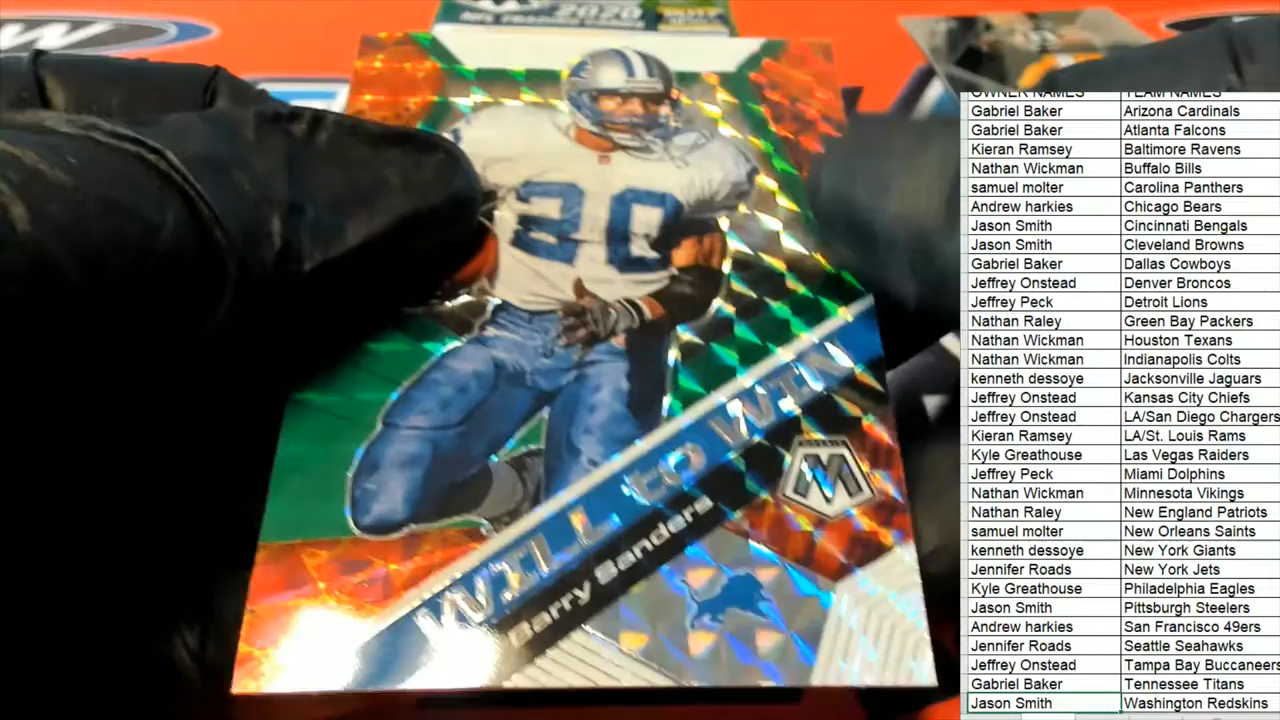 2020
20
WILL to WIN
Barry Sanders
M
OWNER NAMES TEAM NAMES
Gabriel Baker Arizona Cardinals
Gabriel Baker Atlanta Falcons
Kieran Ramsey Baltimore Ravens
Nathan Wickman Buffalo Bills
samuel molter Carolina Panthers
Andrew harkies Chicago Bears
Jason Smith Cincinnati Bengals
Jason Smith Cleveland Browns
Gabriel Baker Dallas Cowboys
Jeffrey Onstead Denver Broncos
Jeffrey Peck Detroit Lions
Nathan Raley Green Bay Packers
Nathan Wickman Houston Texans
Nathan Wickman Indianapolis Colts
kenneth dessoye Jacksonville Jaguars
Jeffrey Onstead Kansas City Chiefs
Jeffrey Onstead LA/San Diego Chargers
Kieran Ramsey LA/St. Louis Rams
Kyle Greathouse Las Vegas Raiders
Jeffrey Peck Miami Dolphins
Nathan Wickman Minnesota Vikings
Nathan Raley New England Patriots
samuel molter New Orleans Saints
kenneth dessoye New York Giants
Jennifer Roads New York Jets
Kyle Greathouse Philadelphia Eagles
Jason Smith Pittsburgh Steelers
Andrew harkies San Francisco 49ers
Jennifer Roads Seattle Seahawks
Jeffrey Onstead Tampa Bay Buccaneers
Gabriel Baker Tennessee Titans
Jason Smith Washington Redskins